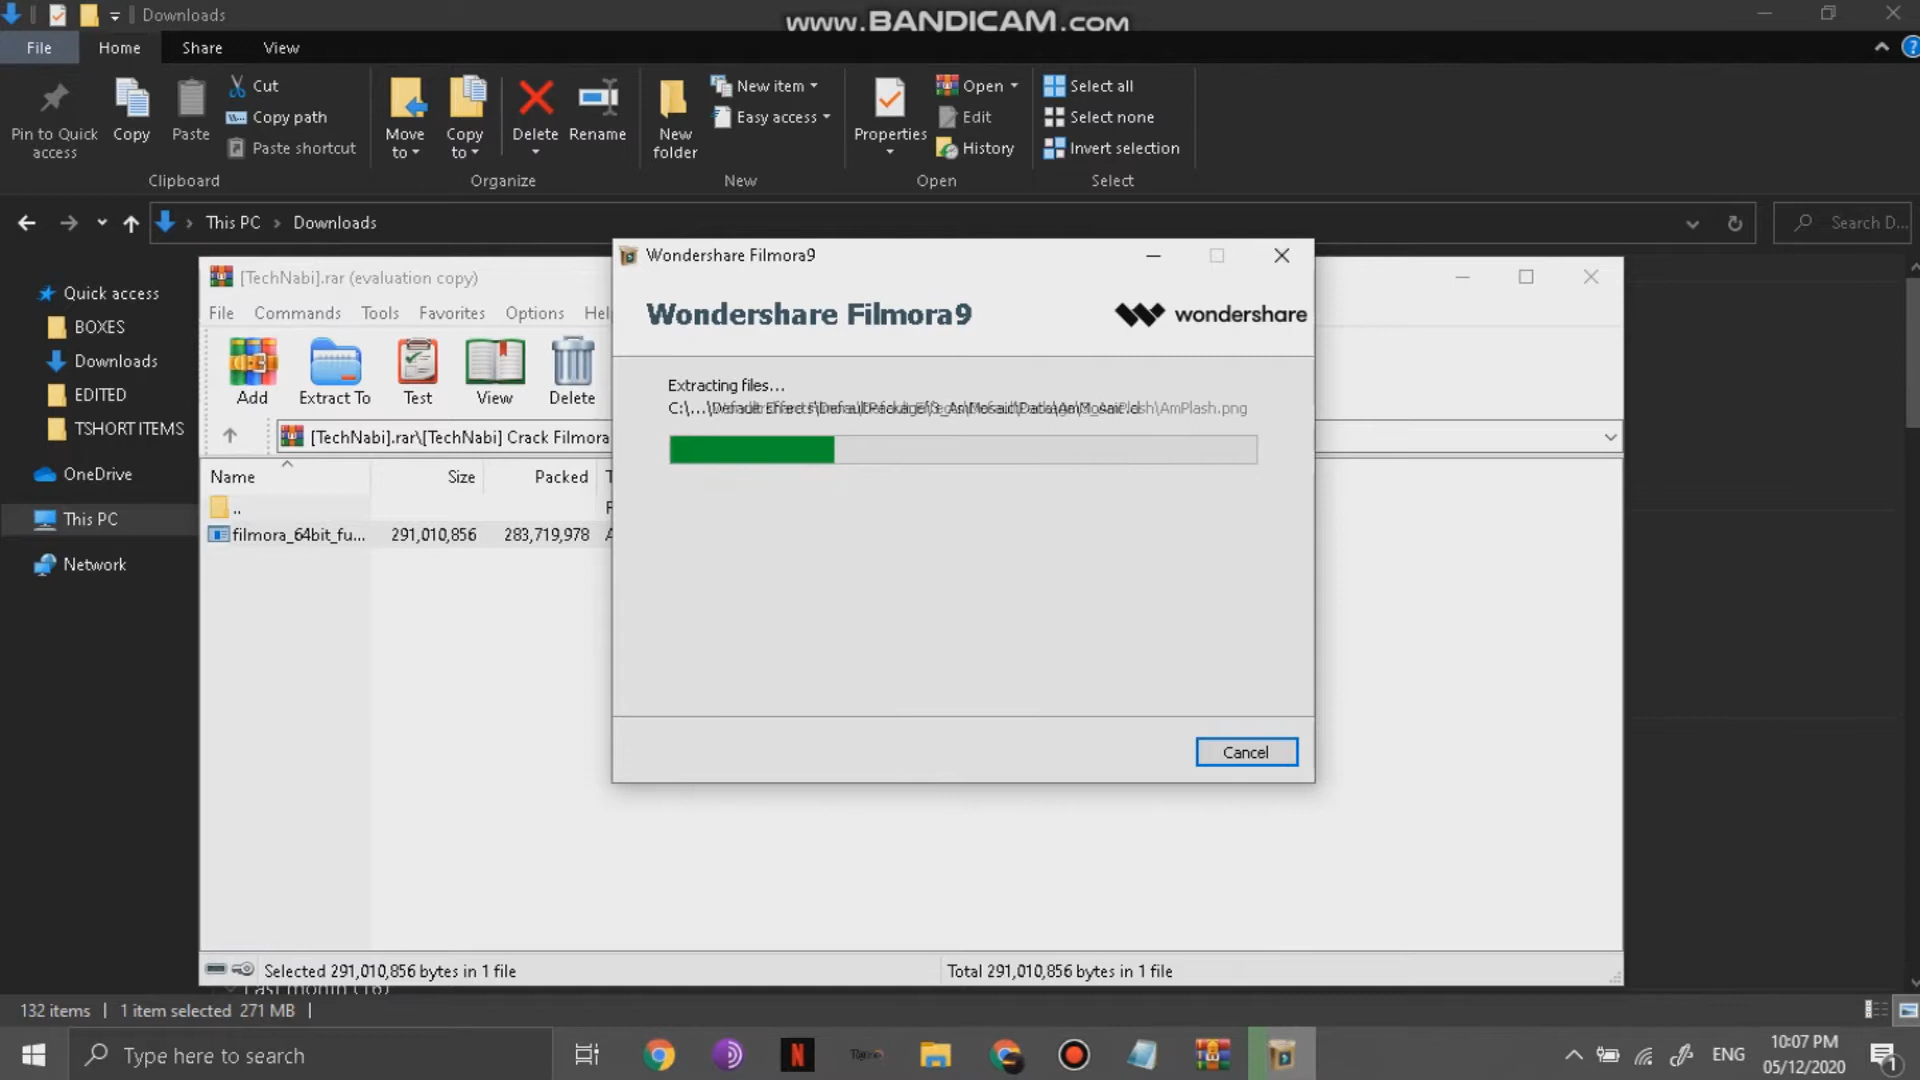 Downloads
www.BANDICAM.com
File
Home
Share
View
Pin to Quick access
Copy
Paste
Cut
Copy path
Paste shortcut
Clipboard
Move to
Copy to
Delete
Rename
Organize
New folder
New item
Easy access
New
Properties
Open
Edit
History
Open
Select all
Select none
Invert selection
Select
This PC
Downloads
Search D...
Quick access
BOXES
Downloads
EDITED
TSHORT ITEMS
OneDrive
This PC
Network
[TechNabi].rar (evaluation copy)
File
Commands
Tools
Favorites
Options
Add
Extract To
Test
View
Delete
[TechNabi].rar\[TechNabi] Crack Filmora
Name
Size
Packed
..
filmora_64bit_fu...
291,010,856
283,719,978
Wondershare Filmora9
Wondershare Filmora9
wondershare
Extracting files...
Cancel
Selected 291,010,856 bytes in 1 file
Total 291,010,856 bytes in 1 file
132 items
1 item selected 271 MB
Type here to search
ENG
10:07 PM
05/12/2020
1